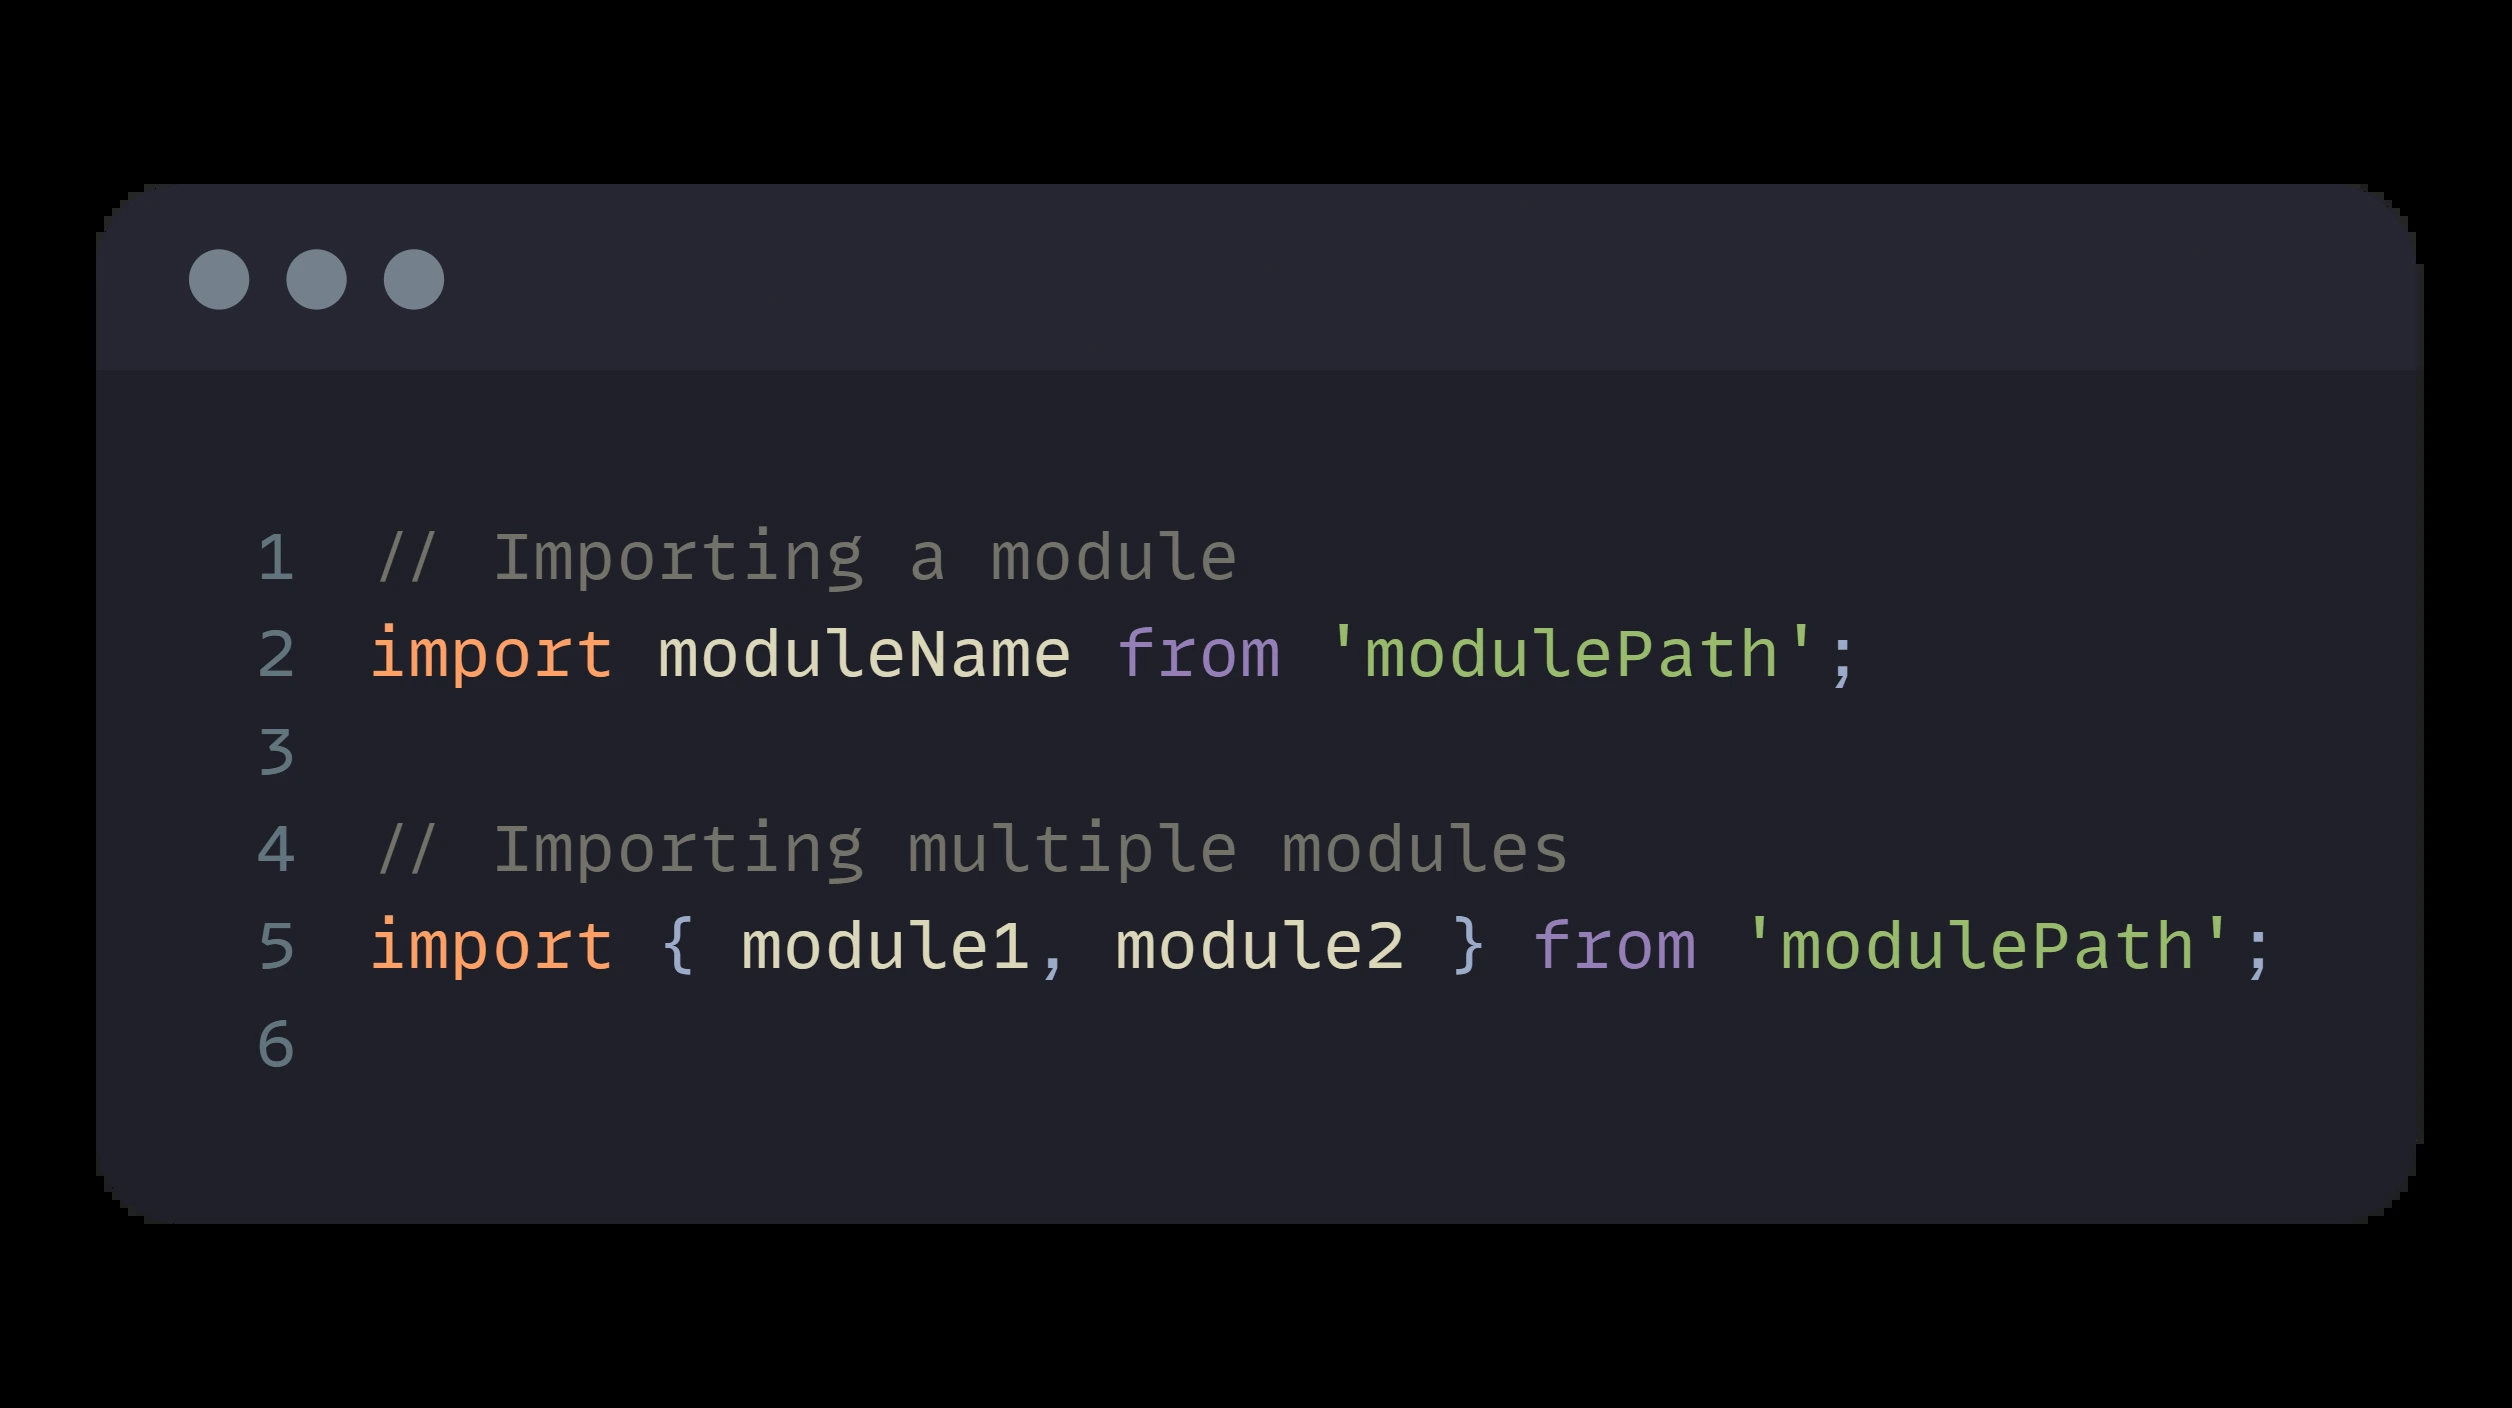 1 // Importing a module
2 import moduleName from 'modulePath';
3
4 // Importing multiple modules
5 import { module1, module2 } from 'modulePath';
6